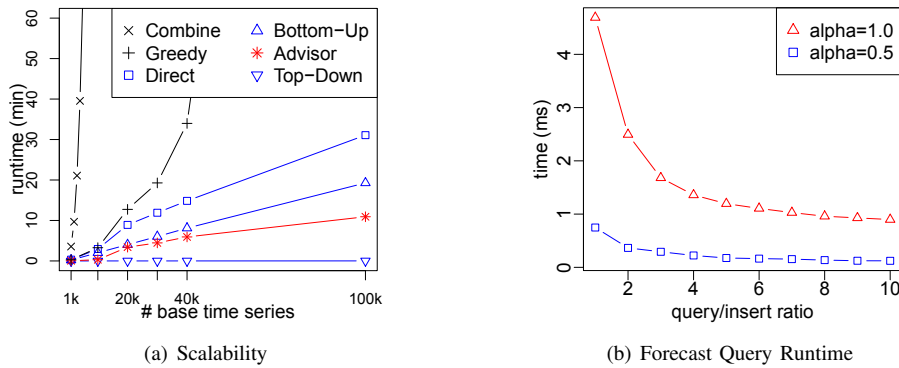 runtime (min)
60
50
40
30
20
10
0
Combine
Greedy
Direct
Bottom−Up
Advisor
Top−Down
1k
20k
40k
100k
# base time series
(a) Scalability
time (ms)
4
3
2
1
0
alpha=1.0
alpha=0.5
2
4
6
8
10
query/insert ratio
(b) Forecast Query Runtime